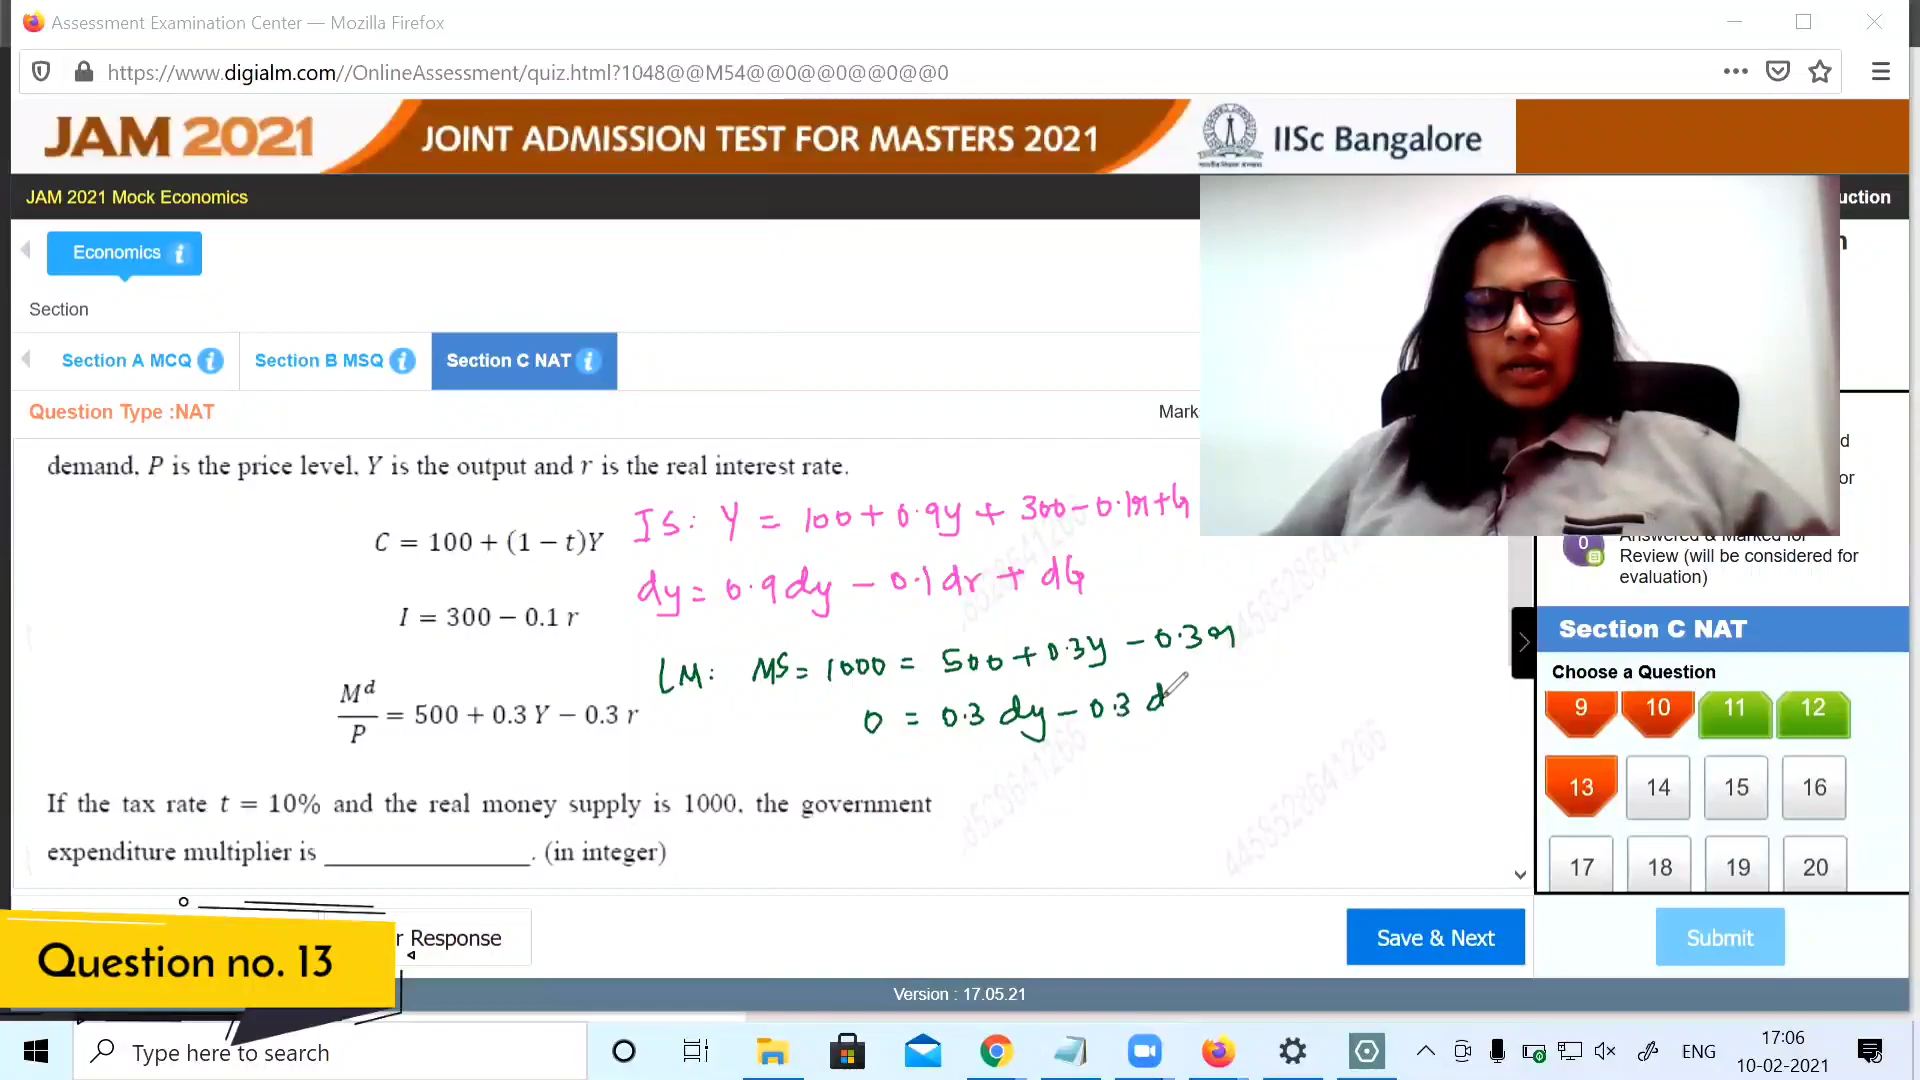 Assessment Examination Center — Mozilla Firefox
https://www.digialm.com//OnlineAssessment/quiz.html?1048@@M54@@0@@0@@0@@0
JAM 2021
JOINT ADMISSION TEST FOR MASTERS 2021
IISc Bangalore
JAM 2021 Mock Economics
uction
Economics i
Section
Section A MCQ i
Section B MSQ i
Section C NAT i
Question Type :NAT
Mark
demand, P is the price level, Y is the output and r is the real interest rate.
IS: Y = 100 + 0.9y + 300 - 0.1r + G
C = 100 + (1 − t)Y
dy = 0.9 dy - 0.1 dr + dG
I = 300 − 0.1 r
LM: MS = 1000 = 500 + 0.3y - 0.3r
M^d/P = 500 + 0.3 Y − 0.3 r
0 = 0.3 dy - 0.3 d
If the tax rate t = 10% and the real money supply is 1000, the government
expenditure multiplier is ____________. (in integer)
d
or
0
Answered & Marked for
Review (will be considered for
evaluation)
Section C NAT
Choose a Question
9 10 11 12
13 14 15 16
17 18 19 20
r Response
Save & Next
Submit
Question no. 13
Version : 17.05.21
Type here to search
ENG
17:06
10-02-2021